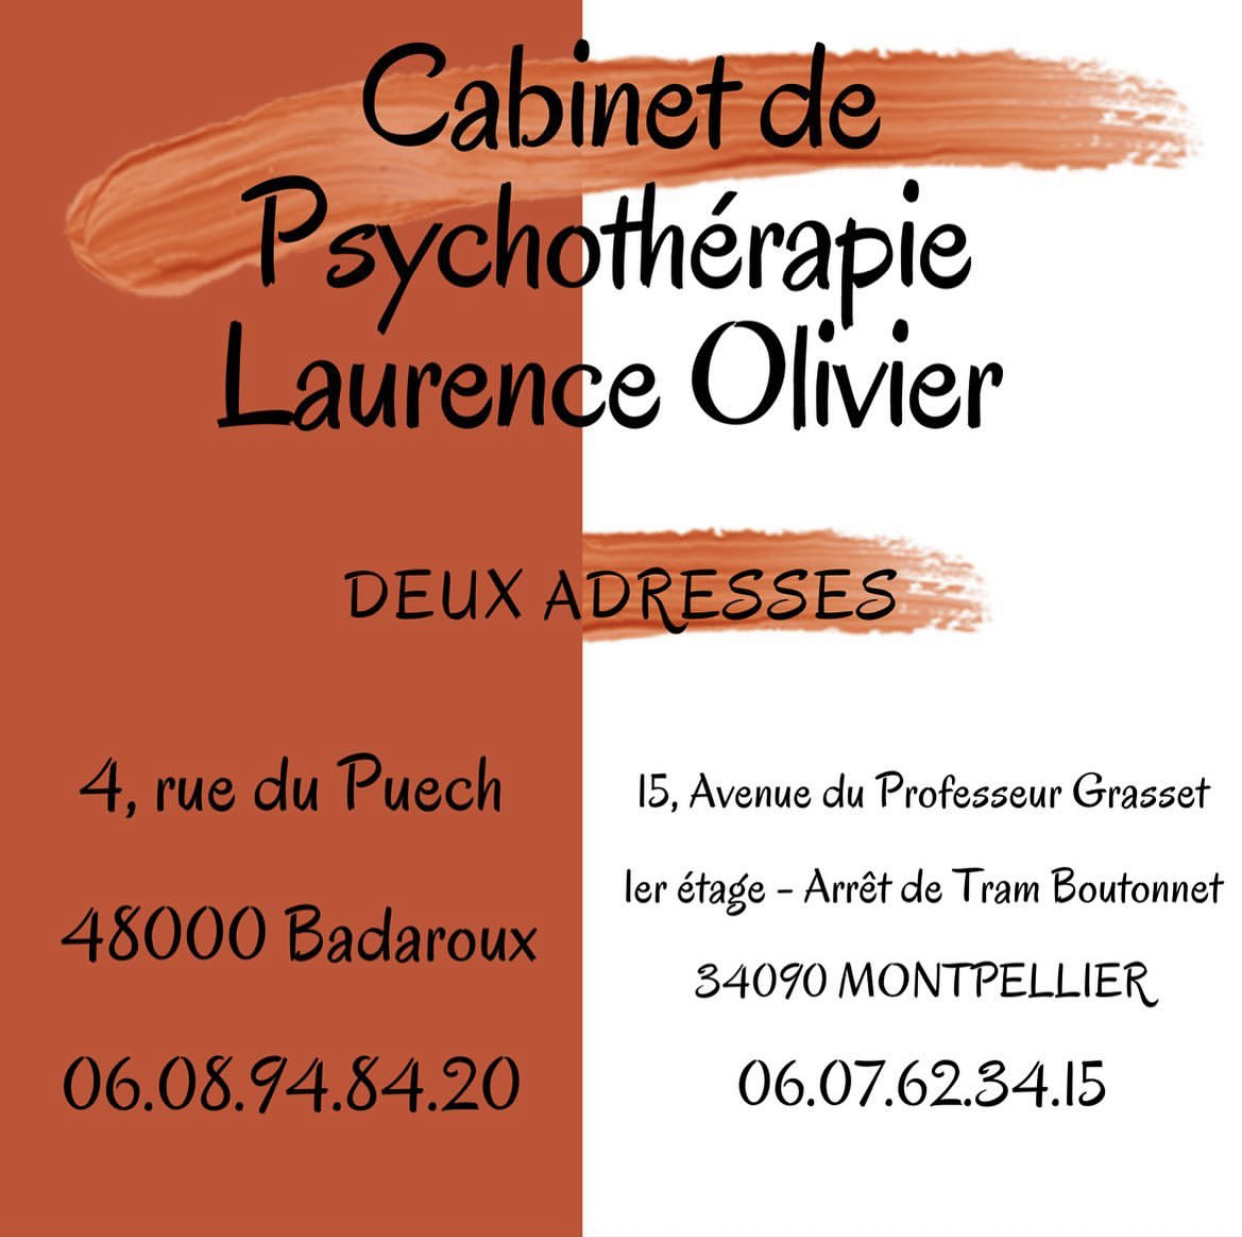 Cabinet de
Psychothérapie
Laurence Olivier
DEUX ADRESSES
4, rue du Puech
48000 Badaroux
06.08.94.84.20
15, Avenue du Professeur Grasset
1er étage - Arrêt de Tram Boutonnet
34090 MONTPELLIER
06.07.62.34.15